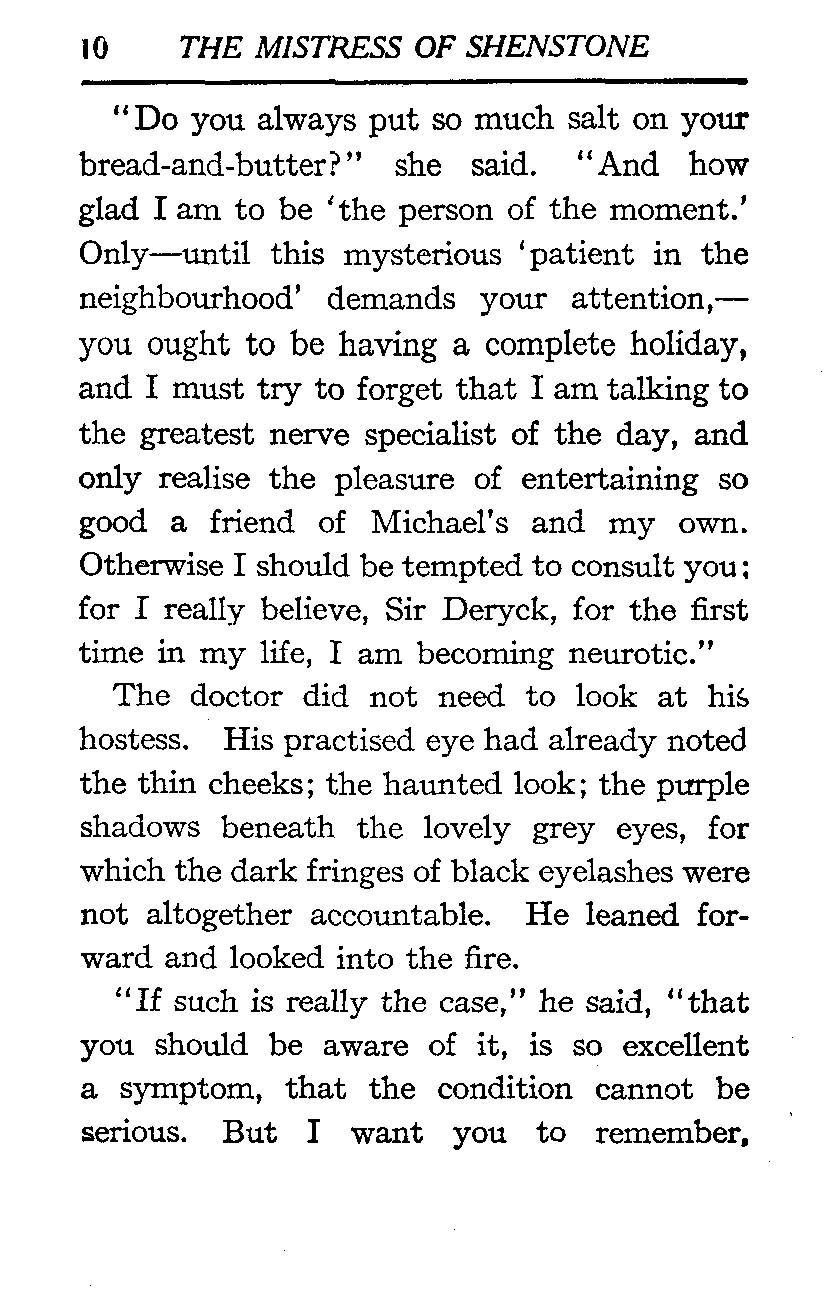 10 THE MISTRESS OF SHENSTONE
"Do you always put so much salt on your
bread-and-butter?" she said. "And how
glad I am to be 'the person of the moment.'
Only—until this mysterious 'patient in the
neighbourhood' demands your attention,—
you ought to be having a complete holiday,
and I must try to forget that I am talking to
the greatest nerve specialist of the day, and
only realise the pleasure of entertaining so
good a friend of Michael's and my own.
Otherwise I should be tempted to consult you;
for I really believe, Sir Deryck, for the first
time in my life, I am becoming neurotic."
The doctor did not need to look at his
hostess. His practised eye had already noted
the thin cheeks; the haunted look; the purple
shadows beneath the lovely grey eyes, for
which the dark fringes of black eyelashes were
not altogether accountable. He leaned for-
ward and looked into the fire.
"If such is really the case," he said, "that
you should be aware of it, is so excellent
a symptom, that the condition cannot be
serious. But I want you to remember,